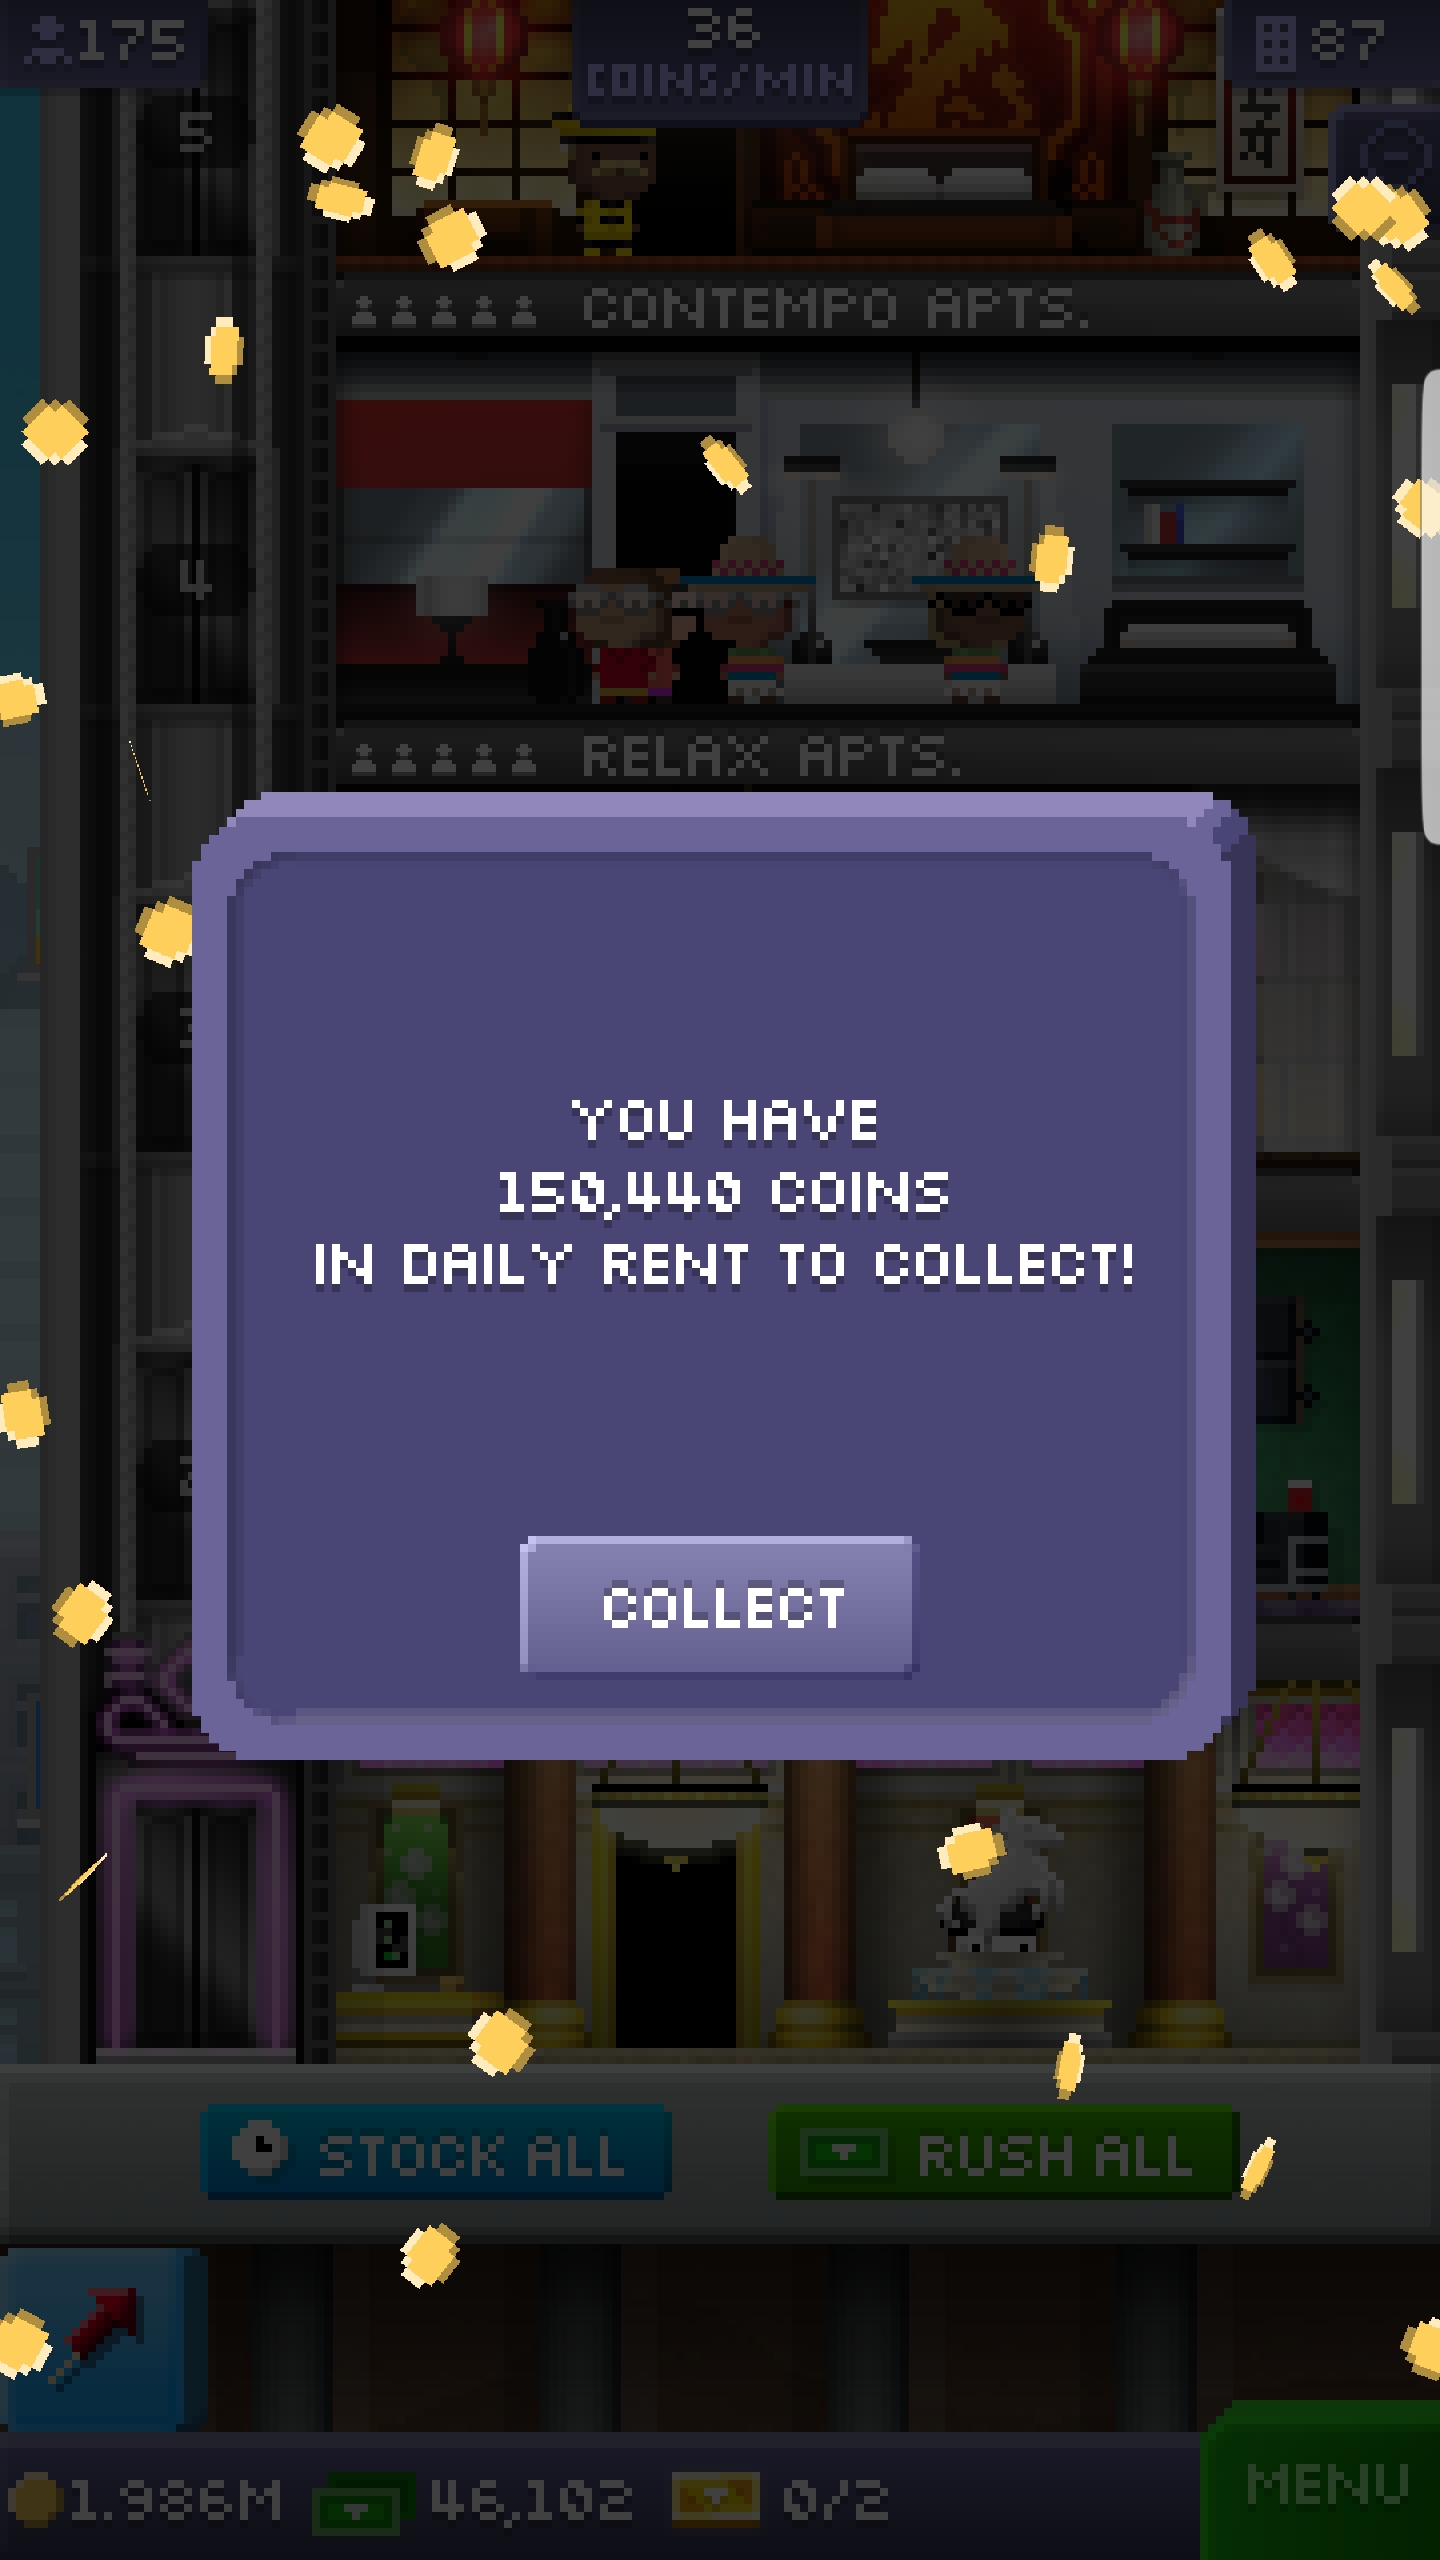 175
36
COINS/MIN
87
5
CONTEMPO APTS.
4
RELAX APTS.
YOU HAVE
150,440 COINS
IN DAILY RENT TO COLLECT!
COLLECT
STOCK ALL
RUSH ALL
1.986M
46,102
0/2
MENU